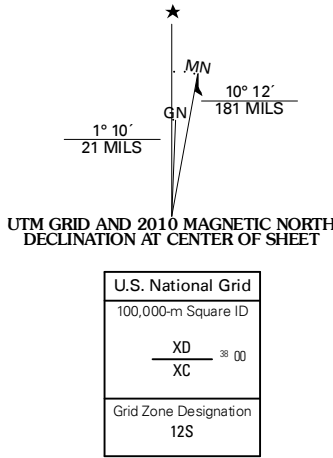 ★
MN
10° 12´
181 MILS
GN
1° 10´
21 MILS
UTM GRID AND 2010 MAGNETIC NORTH
DECLINATION AT CENTER OF SHEET
U.S. National Grid
100,000-m Square ID
XD
38 00
XC
Grid Zone Designation
12S